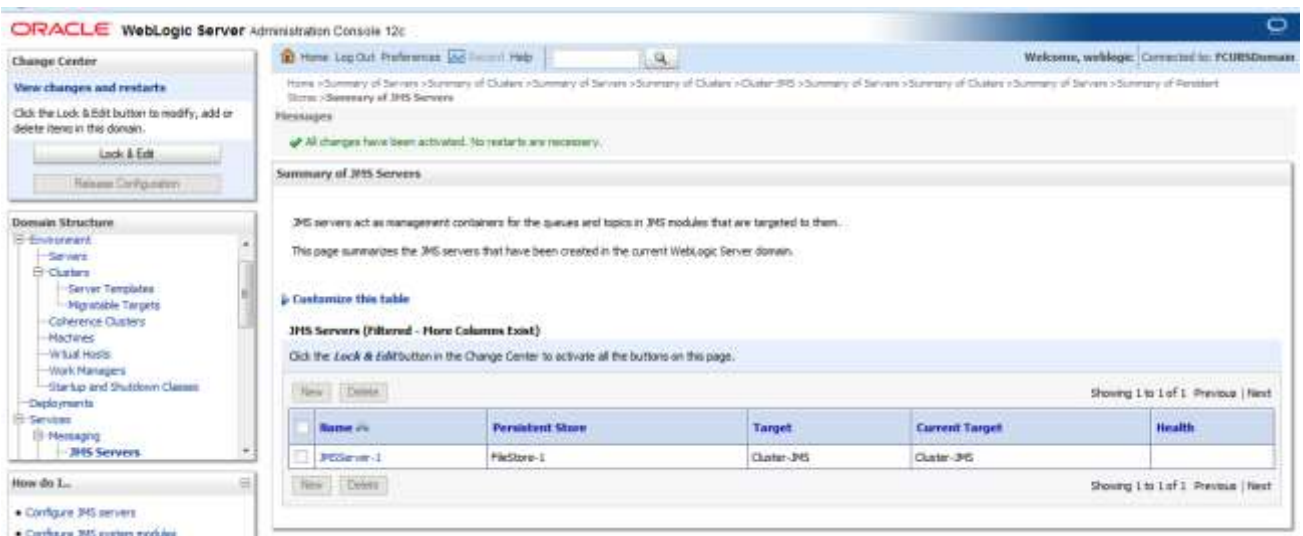 ORACLE WebLogic Server Administration Console 12c
Change Center
View changes and restarts
Click the Lock & Edit button to modify, add or
delete items in this domain.
Lock & Edit
Release Configuration
Domain Structure
Environment
Servers
Clusters
Server Templates
Migratable Targets
Coherence Clusters
Machines
Virtual Hosts
Work Managers
Startup and Shutdown Classes
Deployments
Services
Messaging
JMS Servers
How do I...
Configure JMS servers
Configure JMS system modules
Home Log Out Preferences Record Help
Welcome, weblogic Connected to: FCUBSDomain
Home >Summary of Servers >Summary of Clusters >Summary of Servers >Summary of Clusters >Cluster-JMS >Summary of Servers >Summary of Clusters >Summary of Servers >Summary of Persistent
Stores >Summary of JMS Servers
Messages
All changes have been activated. No restarts are necessary.
Summary of JMS Servers
JMS servers act as management containers for the queues and topics in JMS modules that are targeted to them.
This page summarizes the JMS servers that have been created in the current WebLogic Server domain.
Customize this table
JMS Servers (Filtered - More Columns Exist)
Click the Lock & Edit button in the Change Center to activate all the buttons on this page.
New Delete Showing 1 to 1 of 1 Previous | Next
Name Persistent Store Target Current Target Health
JMSServer-1 FileStore-1 Cluster-JMS Cluster-JMS
New Delete Showing 1 to 1 of 1 Previous | Next